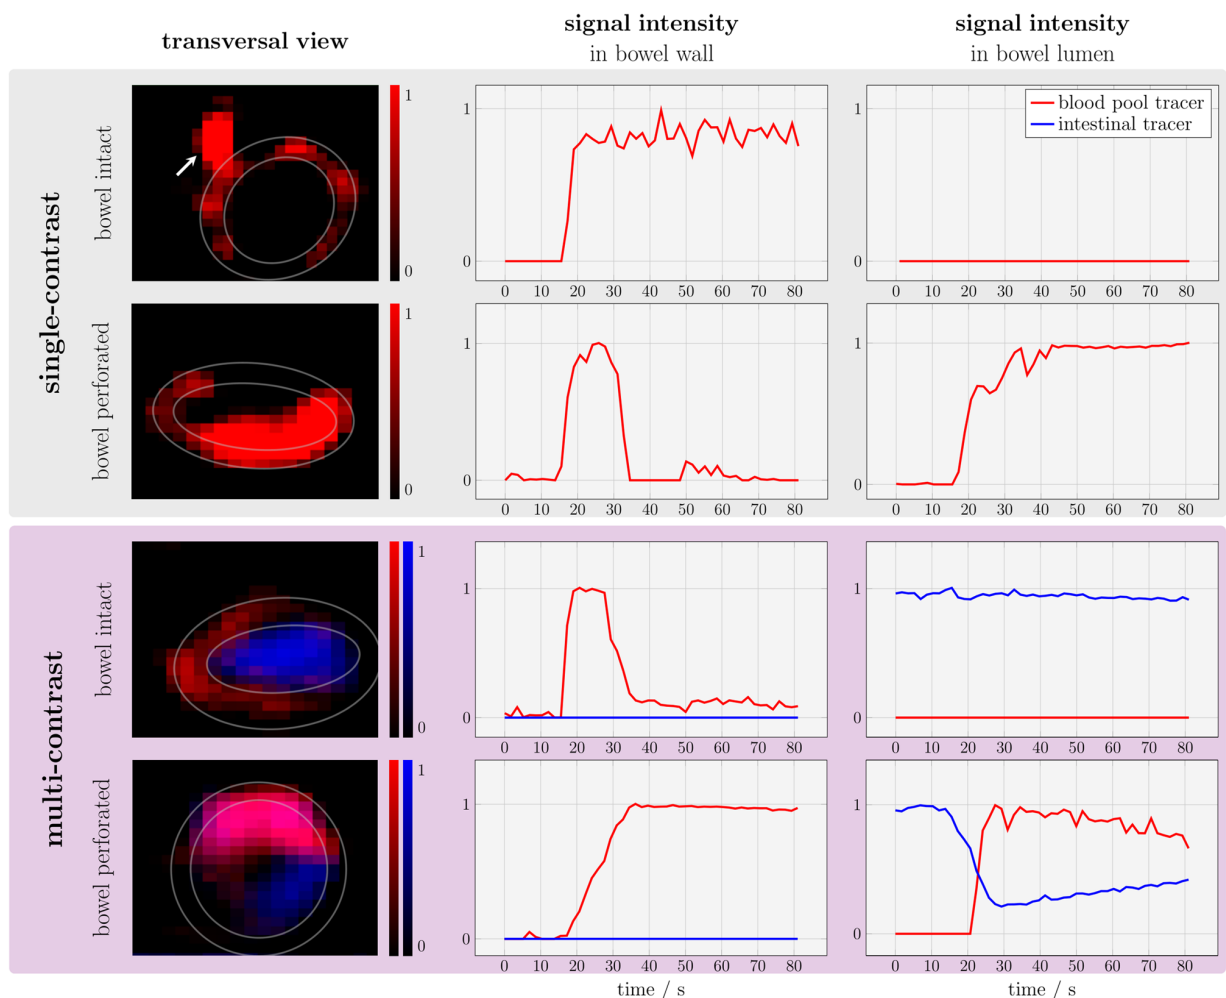 transversal view
signal intensity
in bowel wall
signal intensity
in bowel lumen
single-contrast
bowel intact
1
0
1
0
0 10 20 30 40 50 60 70 80
blood pool tracer
intestinal tracer
1
0
0 10 20 30 40 50 60 70 80
bowel perforated
1
0
1
0
0 10 20 30 40 50 60 70 80
1
0
0 10 20 30 40 50 60 70 80
multi-contrast
bowel intact
1
0
1
0
0 10 20 30 40 50 60 70 80
1
0
0 10 20 30 40 50 60 70 80
bowel perforated
1
0
1
0
0 10 20 30 40 50 60 70 80
time / s
1
0
0 10 20 30 40 50 60 70 80
time / s